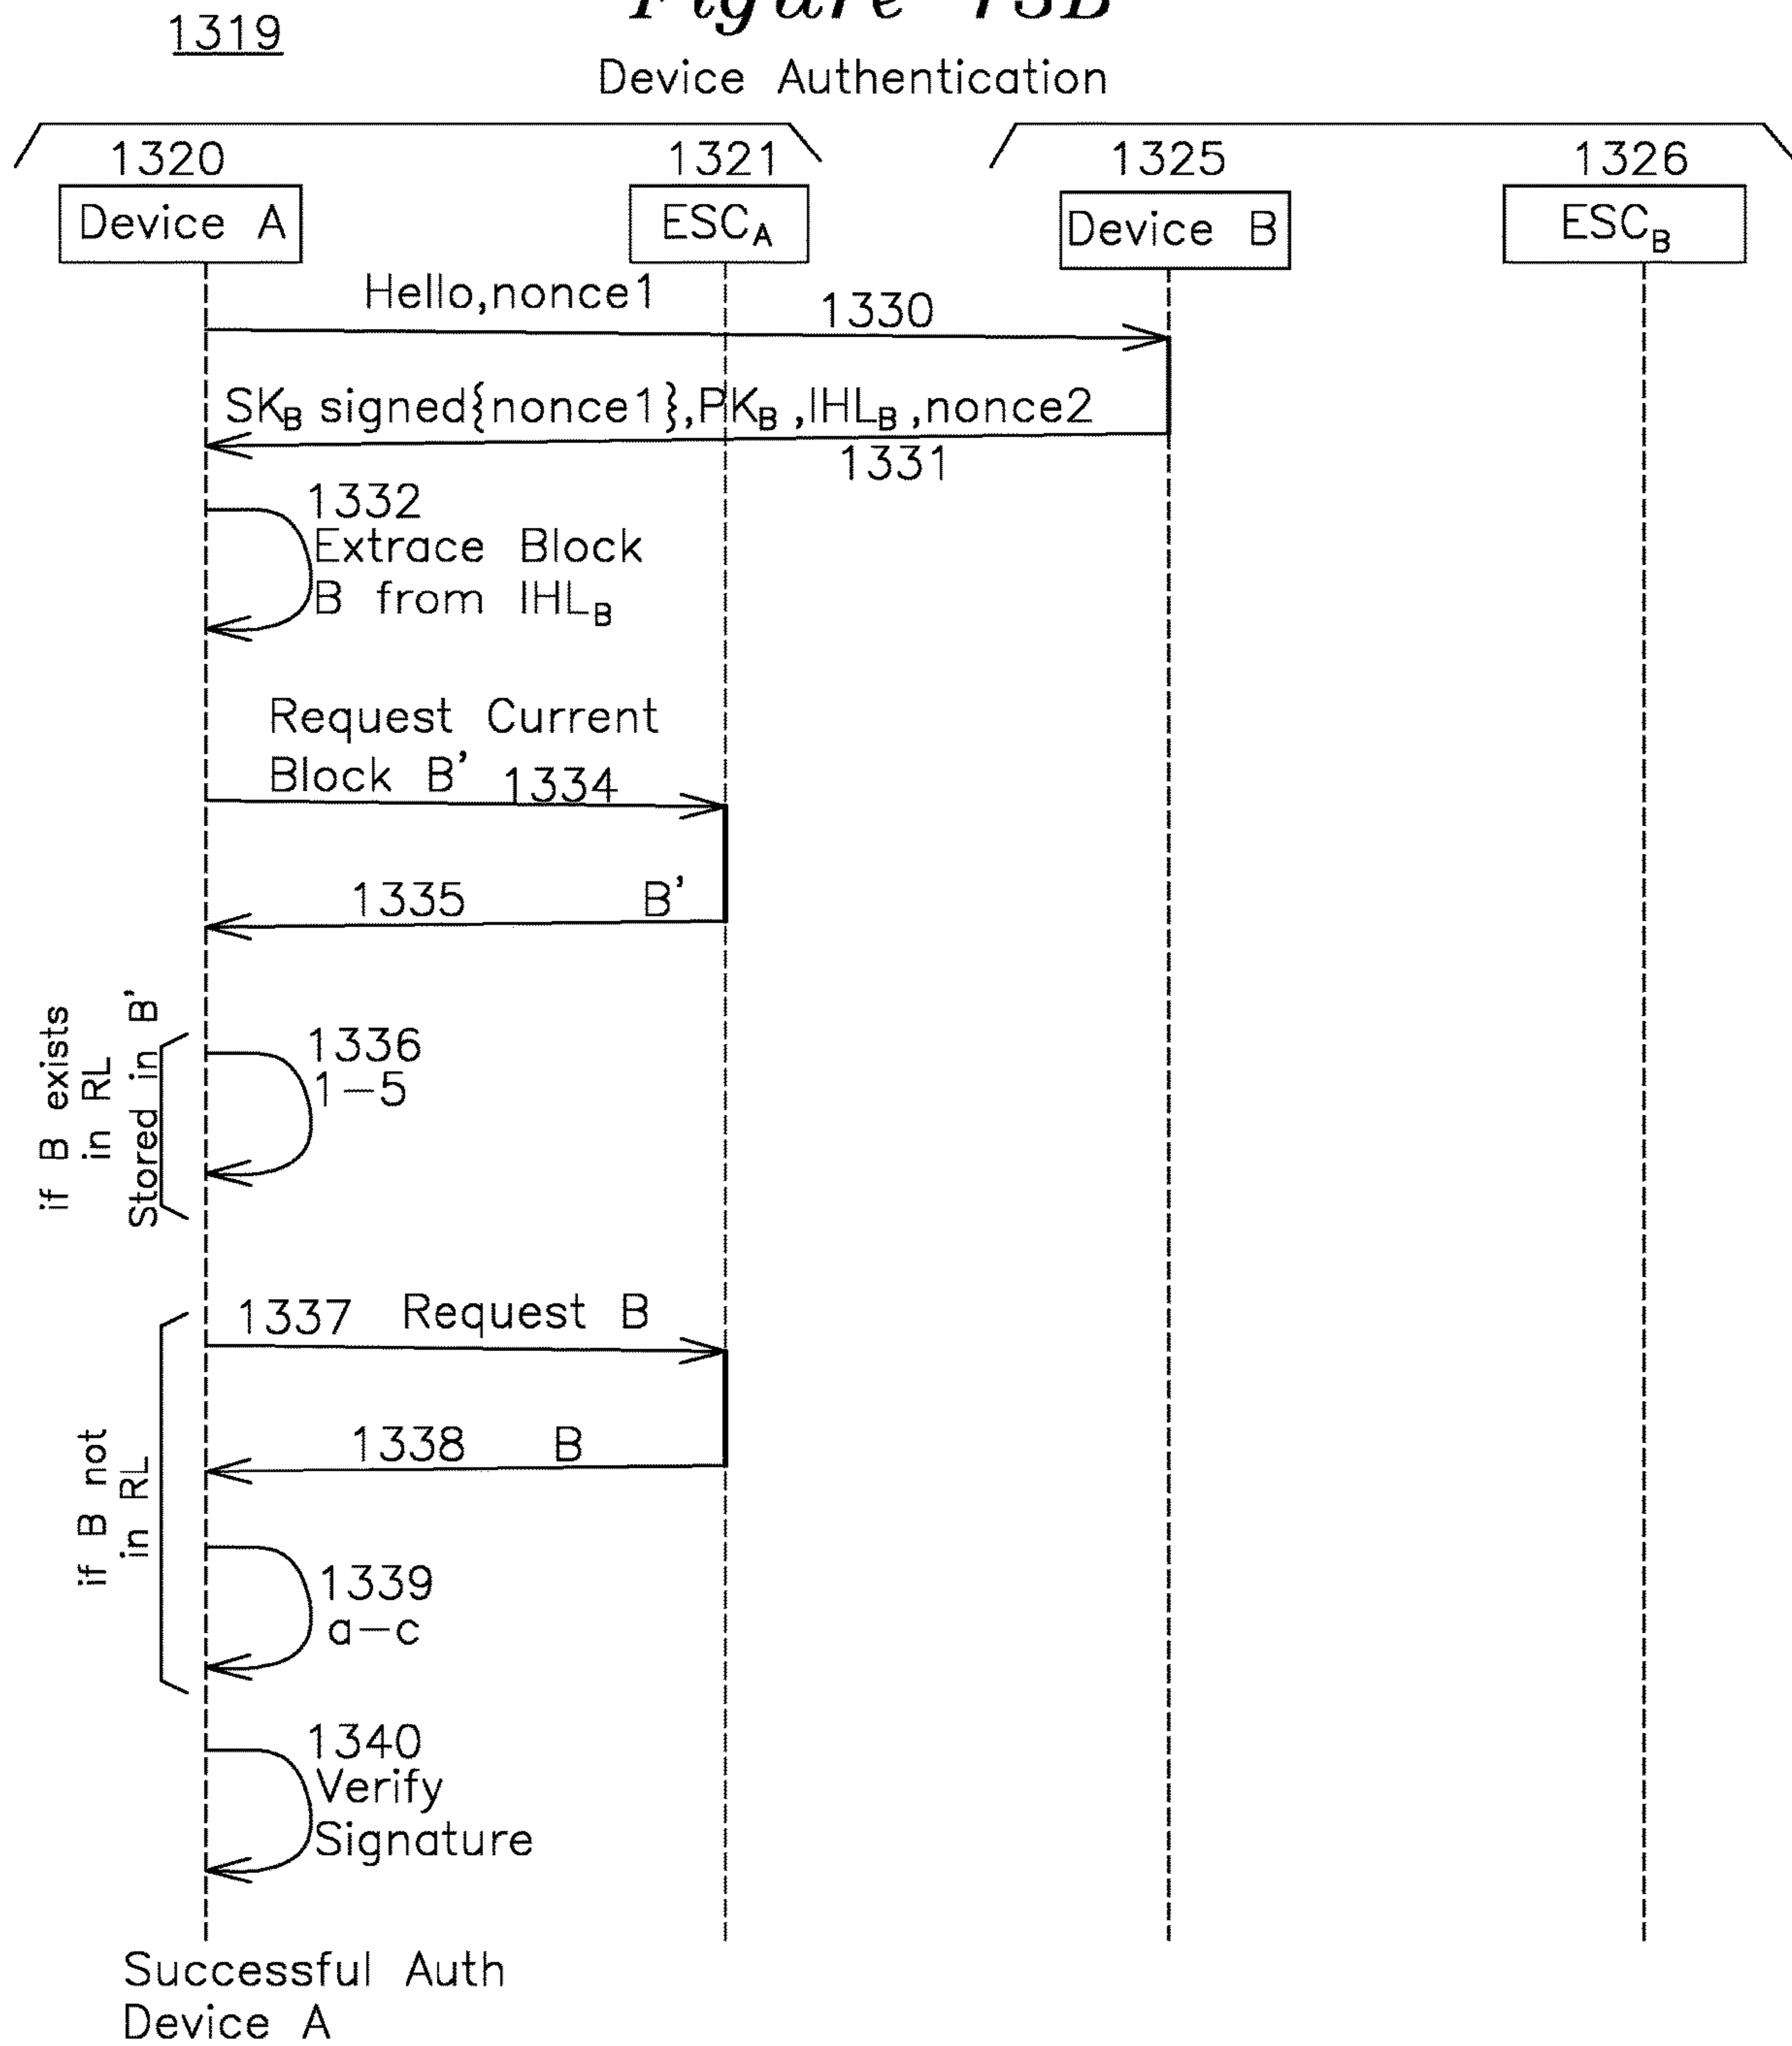 Figure 13B
1319
Device Authentication
1320
1321
1325
1326
Device A
ESCA
Device B
ESCB
Hello,nonce1
1330
SKB signed{nonce1},PKB ,IHLB ,nonce2
1331
1332
Extrace Block
B from IHLB
Request Current
Block B' 1334
1335 B'
if B exists
in RL
Stored in B'
1336
1-5
1337 Request B
1338 B
if B not
in RL
1339
a-c
1340
Verify
Signature
Successful Auth
Device A